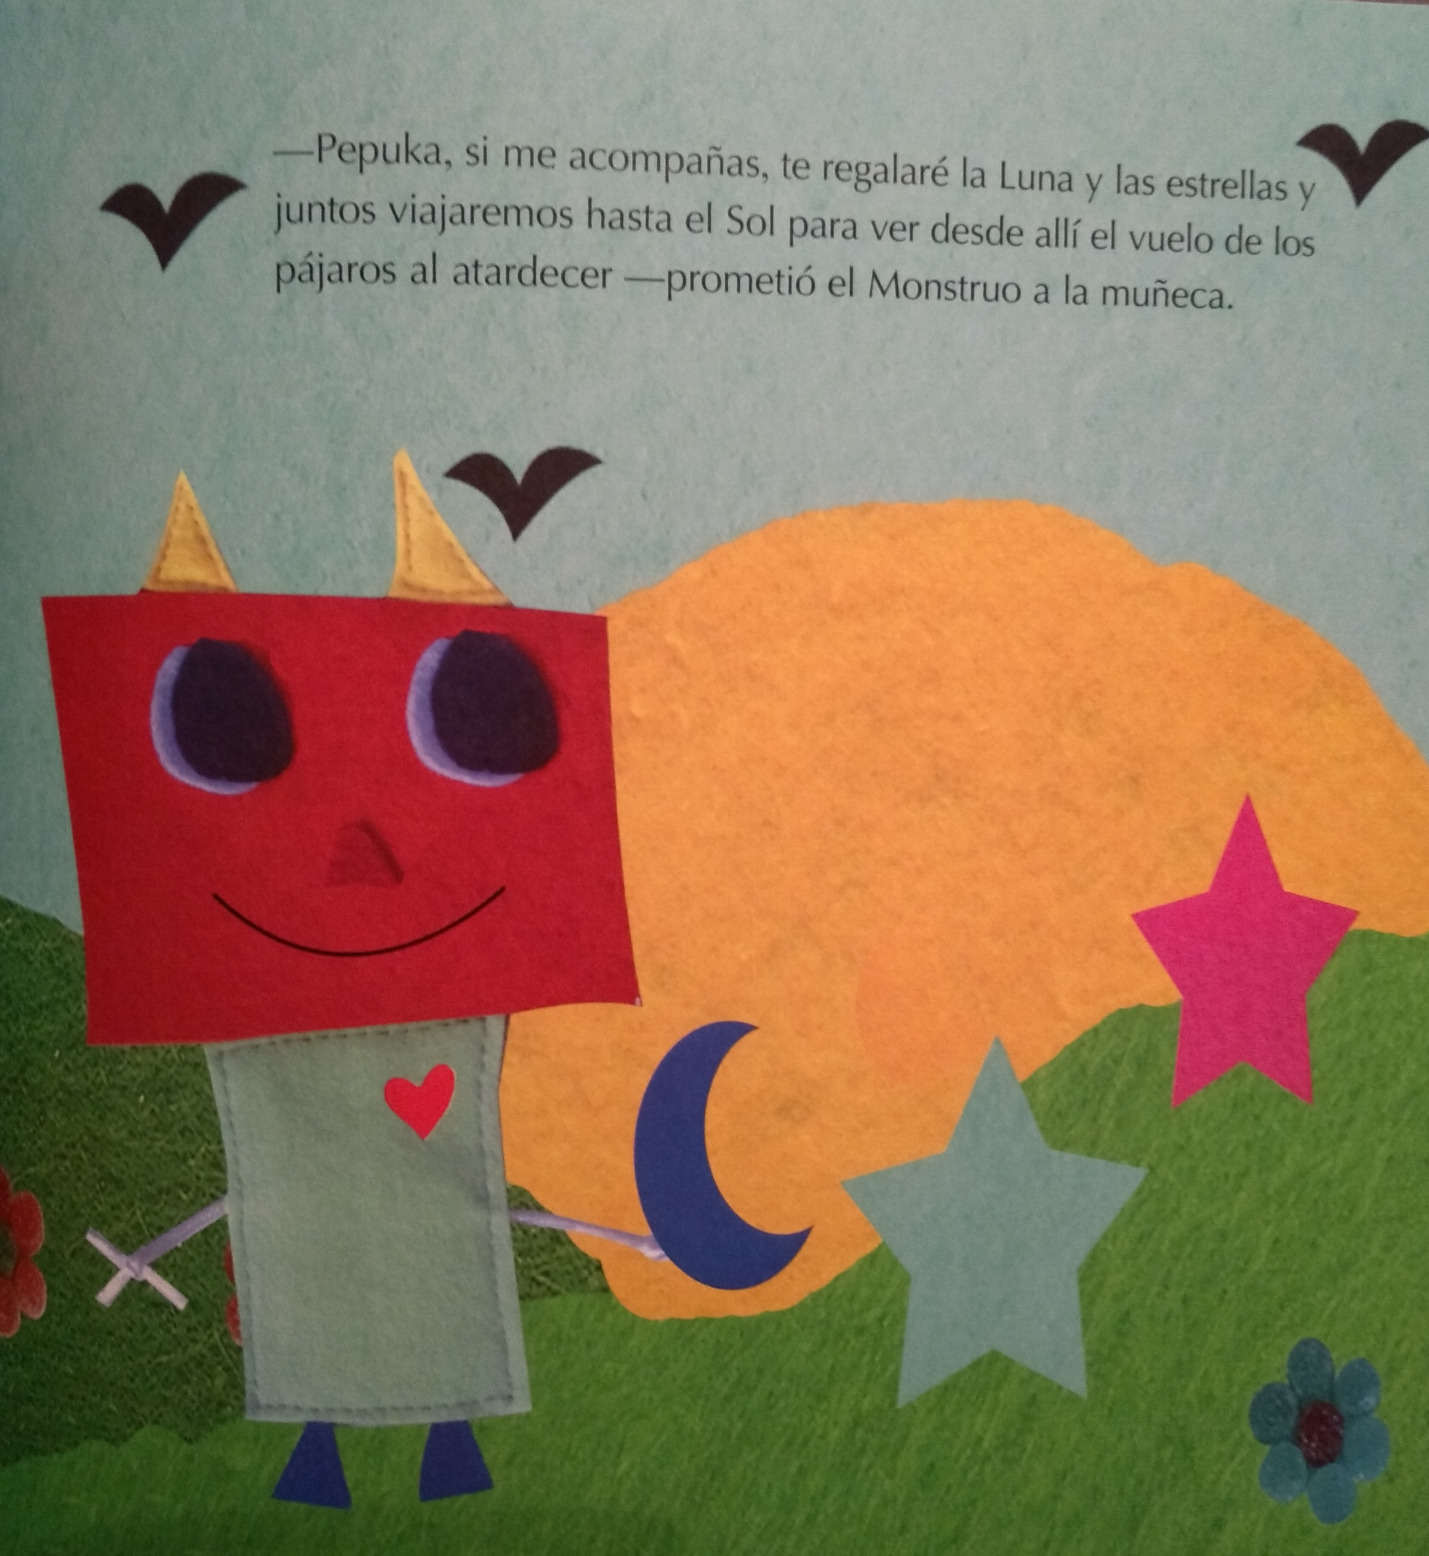 —Pepuka, si me acompañas, te regalaré la Luna y las estrellas y
juntos viajaremos hasta el Sol para ver desde allí el vuelo de los
pájaros al atardecer —prometió el Monstruo a la muñeca.